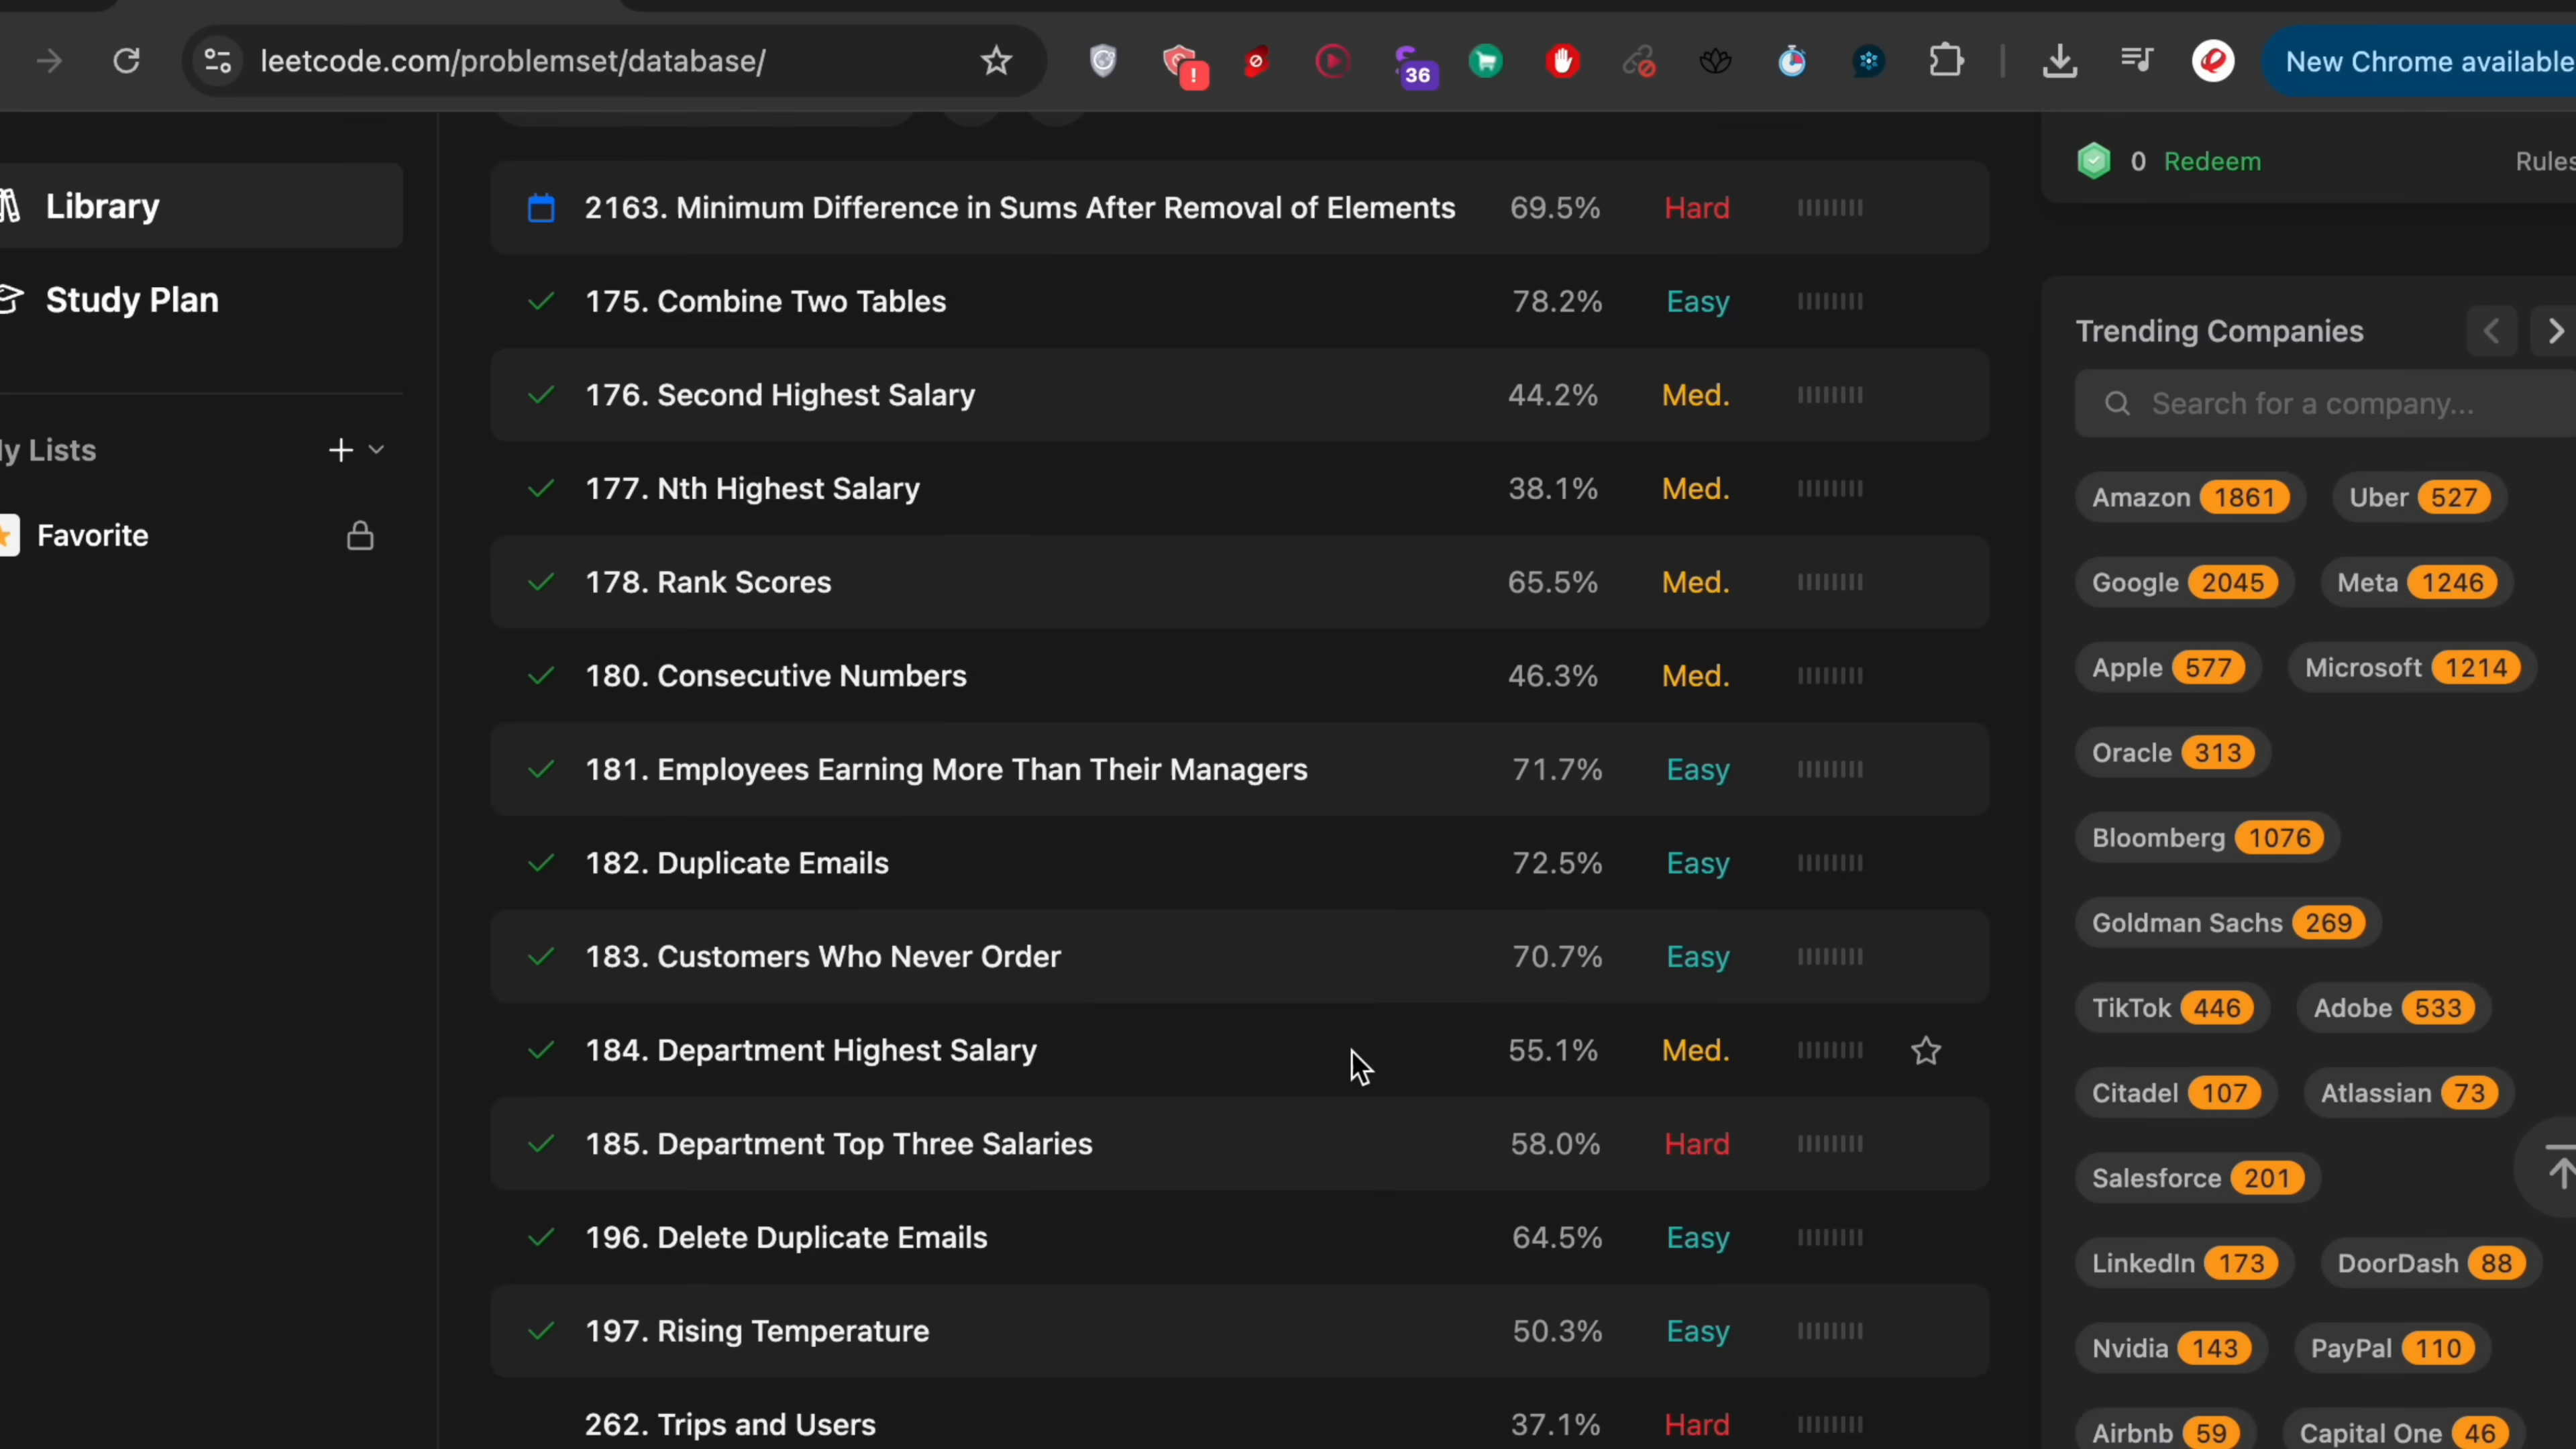 leetcode.com/problemset/database/
36
New Chrome available
Library
Study Plan
y Lists
Favorite
2163. Minimum Difference in Sums After Removal of Elements 69.5% Hard
175. Combine Two Tables 78.2% Easy
176. Second Highest Salary 44.2% Med.
177. Nth Highest Salary 38.1% Med.
178. Rank Scores 65.5% Med.
180. Consecutive Numbers 46.3% Med.
181. Employees Earning More Than Their Managers 71.7% Easy
182. Duplicate Emails 72.5% Easy
183. Customers Who Never Order 70.7% Easy
184. Department Highest Salary 55.1% Med.
185. Department Top Three Salaries 58.0% Hard
196. Delete Duplicate Emails 64.5% Easy
197. Rising Temperature 50.3% Easy
262. Trips and Users 37.1% Hard
0 Redeem Rules
Trending Companies
Search for a company...
Amazon 1861 Uber 527
Google 2045 Meta 1246
Apple 577 Microsoft 1214
Oracle 313
Bloomberg 1076
Goldman Sachs 269
TikTok 446 Adobe 533
Citadel 107 Atlassian 73
Salesforce 201
LinkedIn 173 DoorDash 88
Nvidia 143 PayPal 110
Airbnb 59 Capital One 46